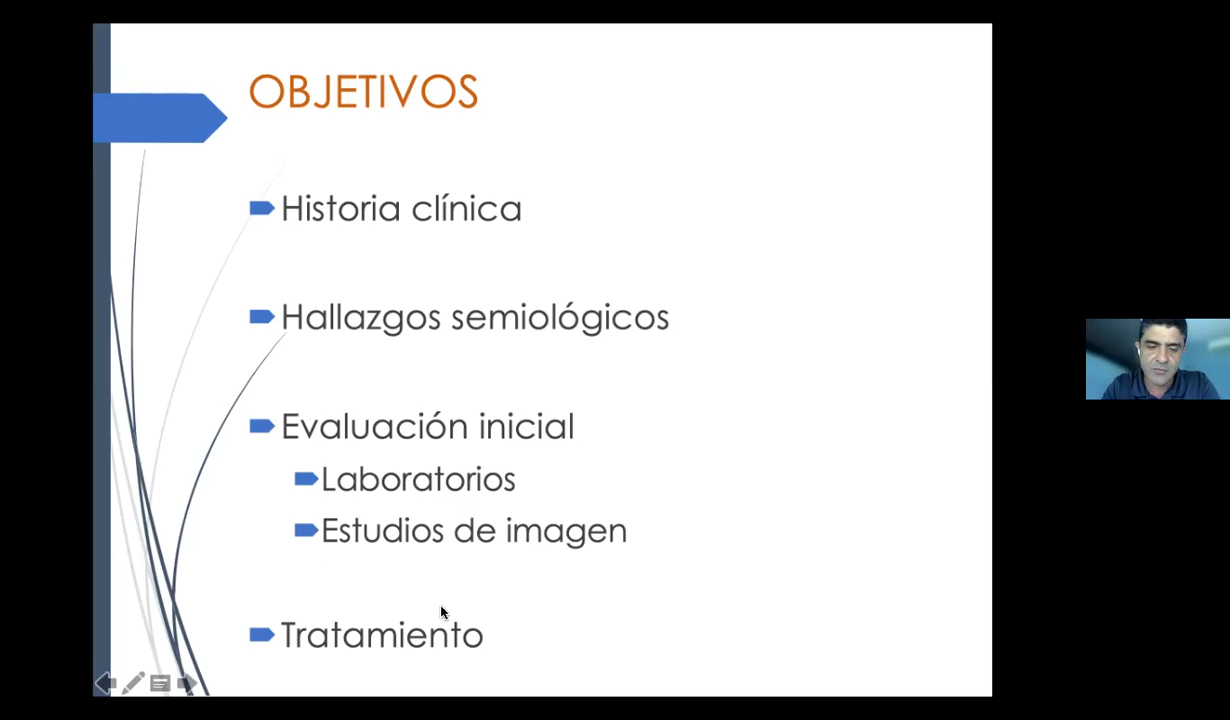 OBJETIVOS
Historia clínica
Hallazgos semiológicos
Evaluación inicial
Laboratorios
Estudios de imagen
Tratamiento